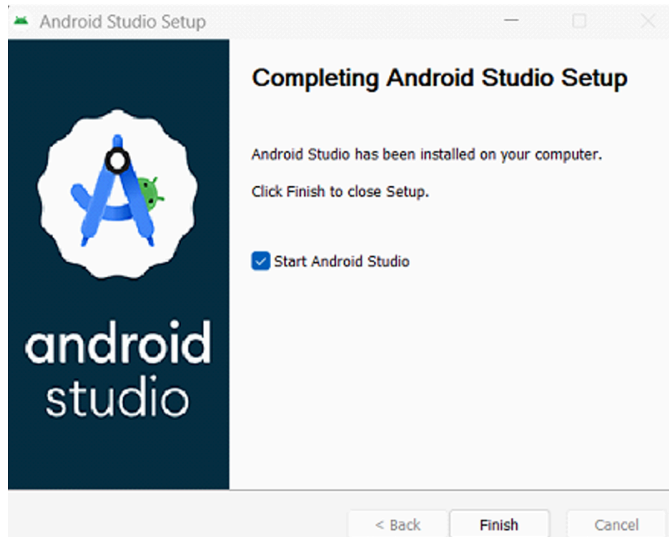 Android Studio Setup
Completing Android Studio Setup
Android Studio has been installed on your computer.
Click Finish to close Setup.
Start Android Studio
android
studio
< Back
Finish
Cancel